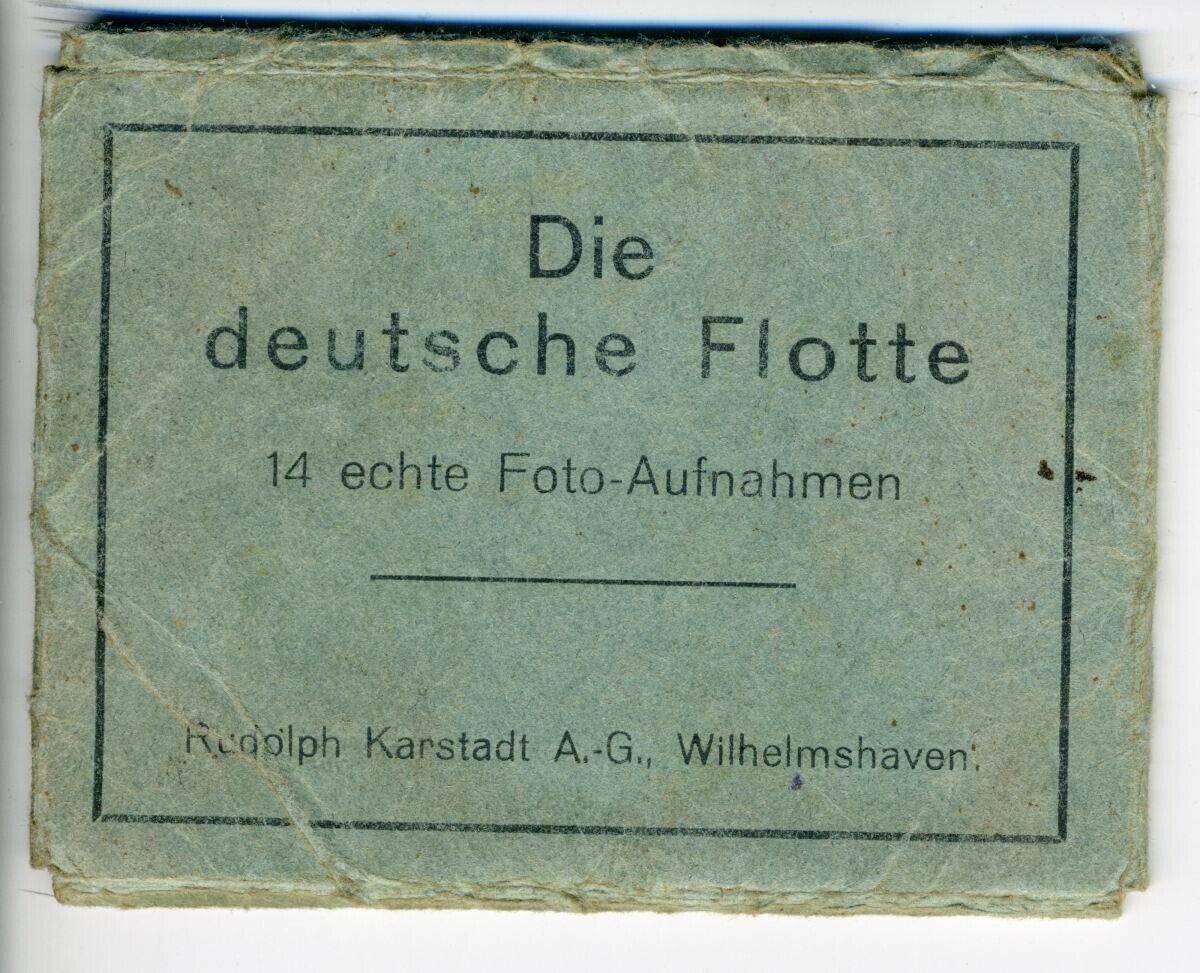 Die
deutsche Flotte
14 echte Foto-Aufnahmen
Rudolph Karstadt A.-G., Wilhelmshaven.